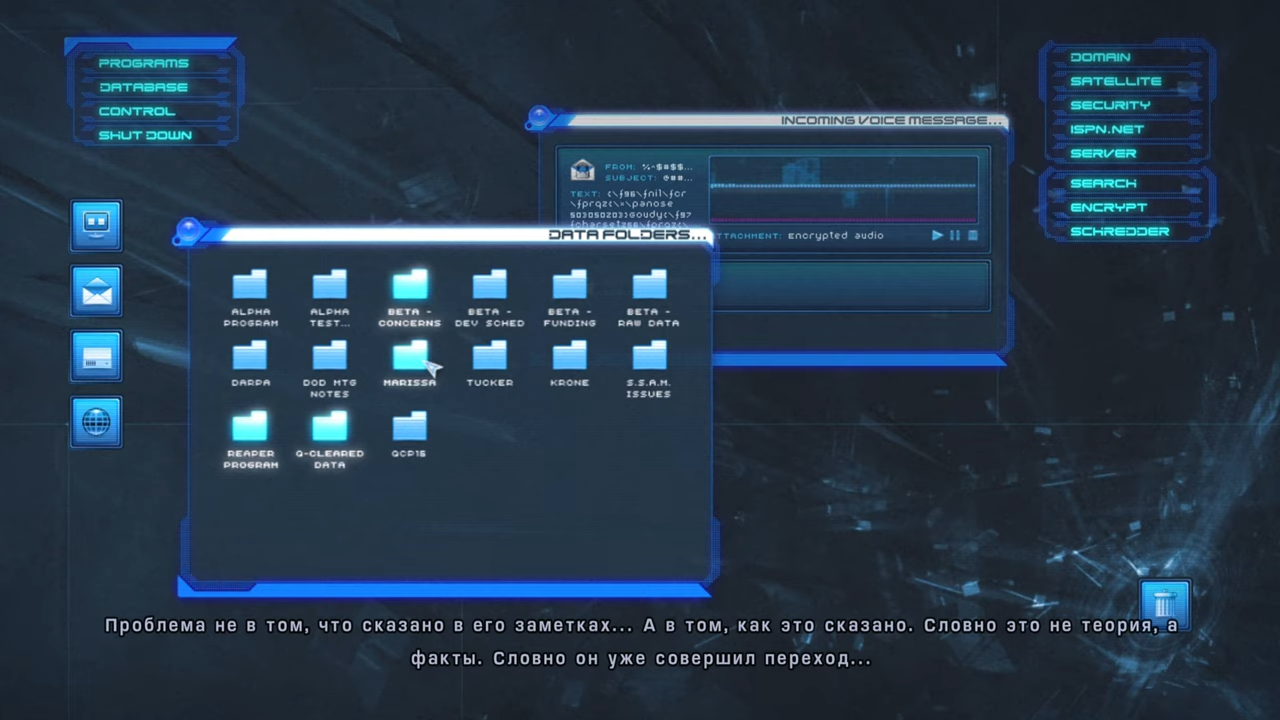 PROGRAMS
DATABASE
CONTROL
SHUT DOWN
DOMAIN
SATELLITE
SECURITY
ISPN.NET
SERVER
SEARCH
ENCRYPT
SCHREDDER
INCOMING VOICE MESSAGE...
FROM: %-$#$$...
SUBJECT: @##...
TEXT:
ATTACHMENT: Encrypted audio
DATA FOLDERS...
ALPHA PROGRAM
ALPHA TEST...
BETA - CONCERNS
BETA - DEV SCHED
BETA - FUNDING
BETA - RAW DATA
DARPA
DOD MTG NOTES
MARISSA
TUCKER
KRONE
S.S.A.M. ISSUES
REAPER PROGRAM
Q-CLEARED DATA
Проблема не в том, что сказано в его заметках... А в том, как это сказано. Словно это не теория, а
факты. Словно он уже совершил переход...